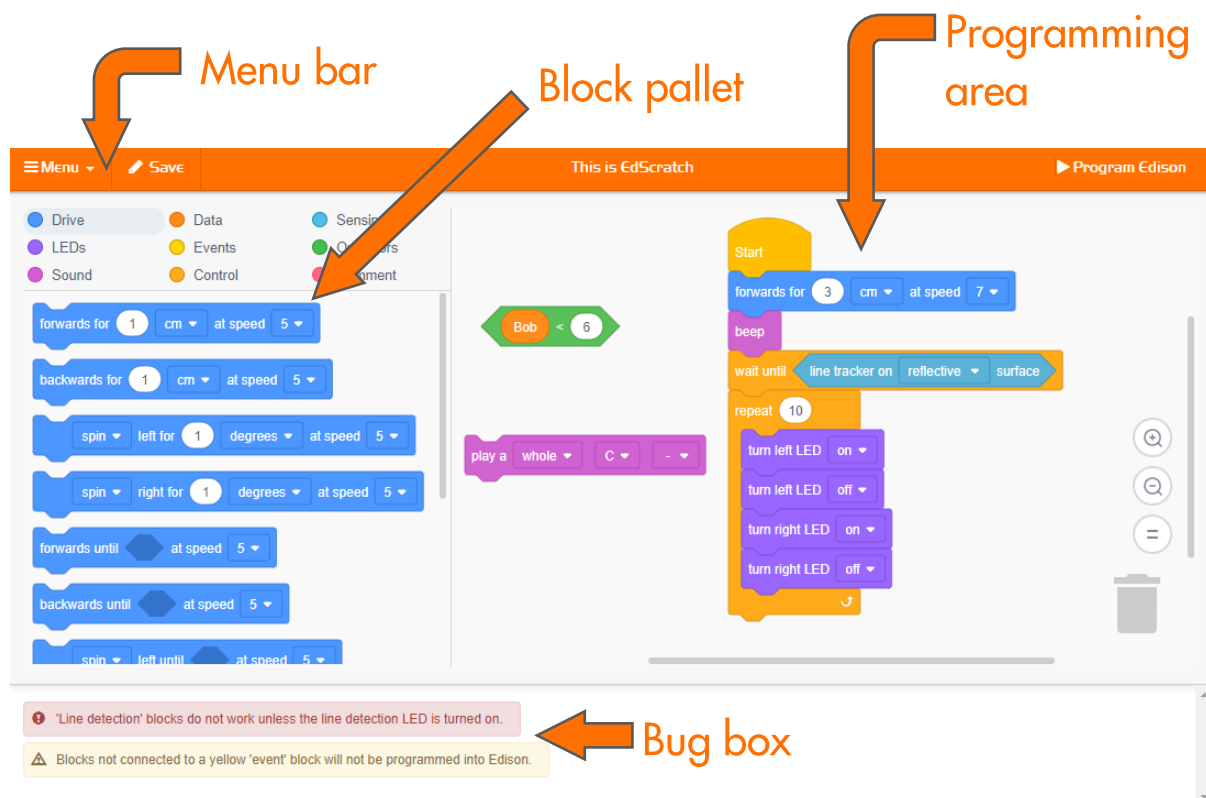 Menu bar
Block pallet
Programming
area
Menu
Save
This is EdScratch
Program Edison
Drive
Data
LEDs
Events
Sound
Control
forwards for 1 cm at speed 5
backwards for 1 cm at speed 5
spin left for 1 degrees at speed 5
spin right for 1 degrees at speed 5
forwards until at speed 5
backwards until at speed 5
spin left until at speed 5
Bob < 6
play a whole C -
Start
forwards for 3 cm at speed 7
beep
wait until line tracker on reflective surface
repeat 10
turn left LED on
turn left LED off
turn right LED on
turn right LED off
=
'Line detection' blocks do not work unless the line detection LED is turned on.
Blocks not connected to a yellow 'event' block will not be programmed into Edison.
Bug box